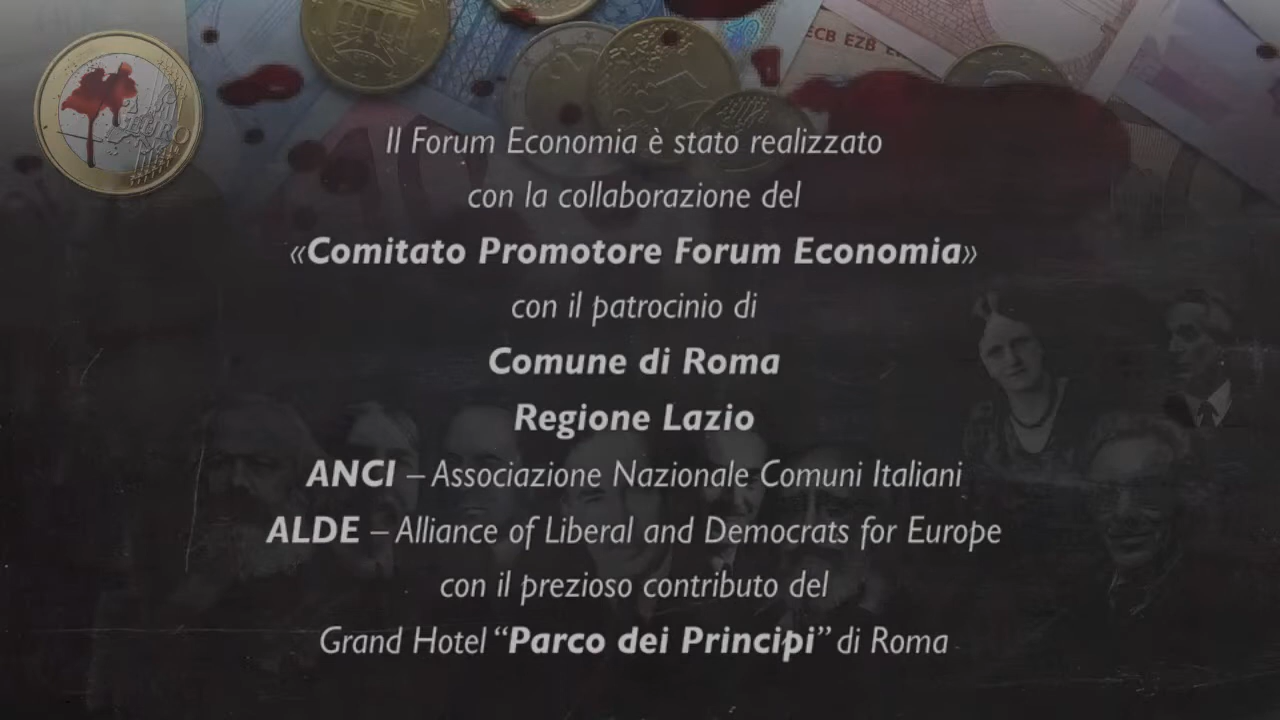 ECB EZB
Il Forum Economia è stato realizzato
con la collaborazione del
«Comitato Promotore Forum Economia»
con il patrocinio di
Comune di Roma
Regione Lazio
ANCI – Associazione Nazionale Comuni Italiani
ALDE – Alliance of Liberal and Democrats for Europe
con il prezioso contributo del
Grand Hotel “Parco dei Principi” di Roma